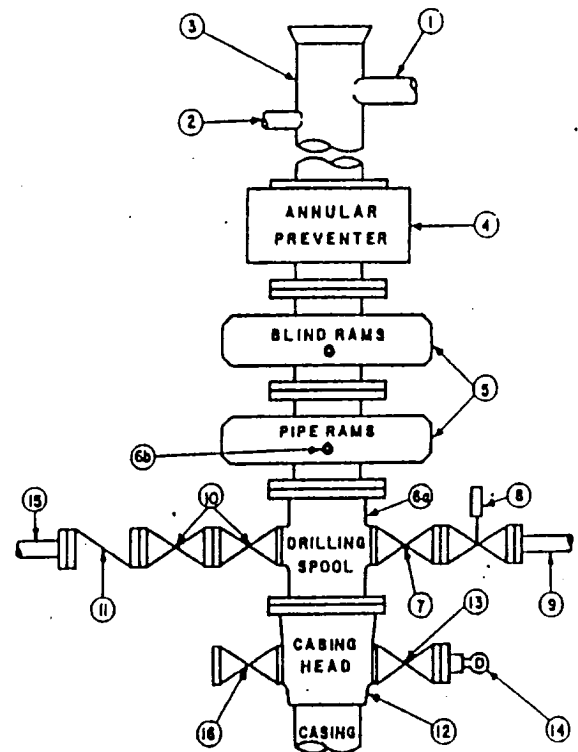 3
1
2
ANNULAR
PREVENTER
4
BLIND RAMS
5
PIPE RAMS
6b
6a
8
15
10
DRILLING
SPOOL
11
7
9
13
CASING
HEAD
16
12
14
CASING